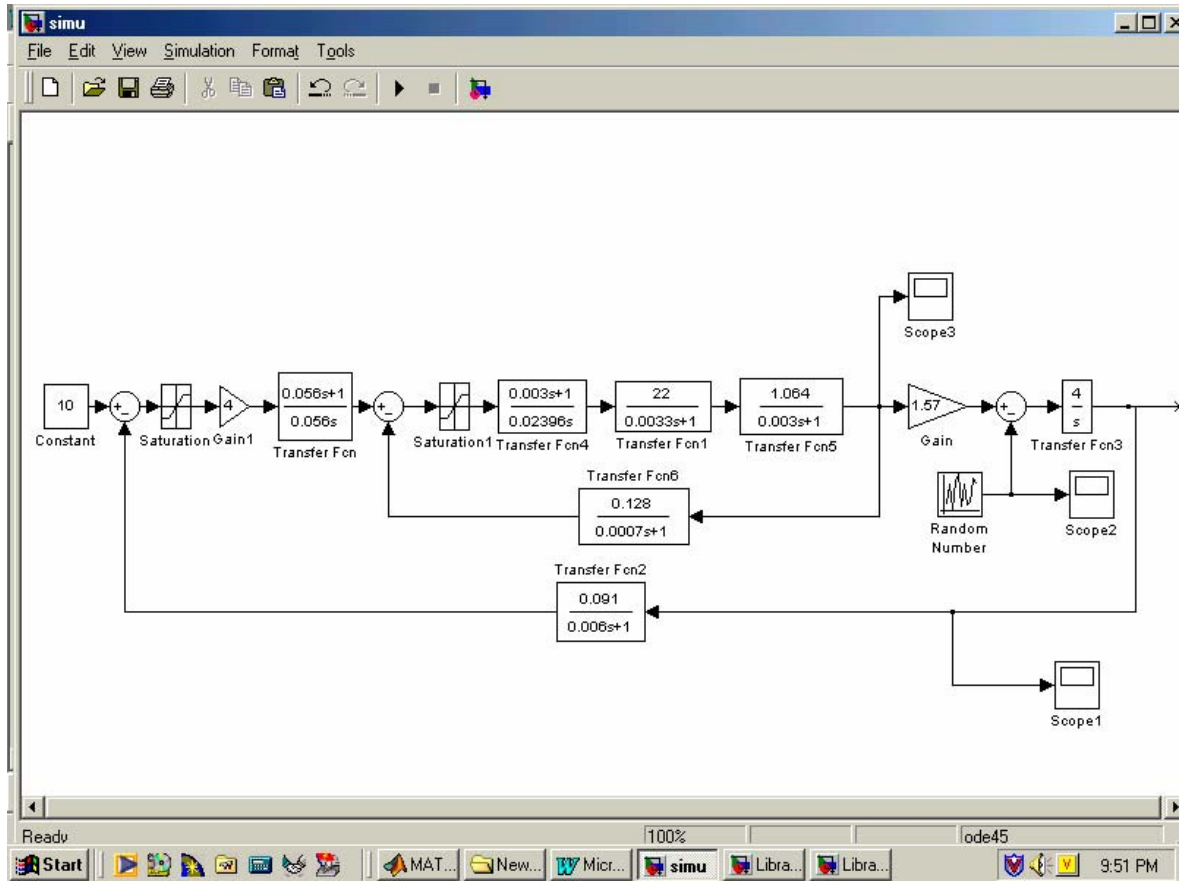 simu
File Edit View Simulation Format Tools
Scope3
10
Constant
+
-
Saturation
4
Gain1
0.056s+1
0.056s
Transfer Fcn
+
-
Saturation1
0.003s+1
0.02396s
Transfer Fcn4
22
0.0033s+1
Transfer Fcn1
1.064
0.003s+1
Transfer Fcn5
1.57
Gain
+
-
4
s
Transfer Fcn3
Transfer Fcn6
0.128
0.0007s+1
Random
Number
Scope2
Transfer Fcn2
0.091
0.006s+1
Scope1
Ready 100% ode45
Start MAT... New... Micr... simu Libra... Libra... V 9:51 PM